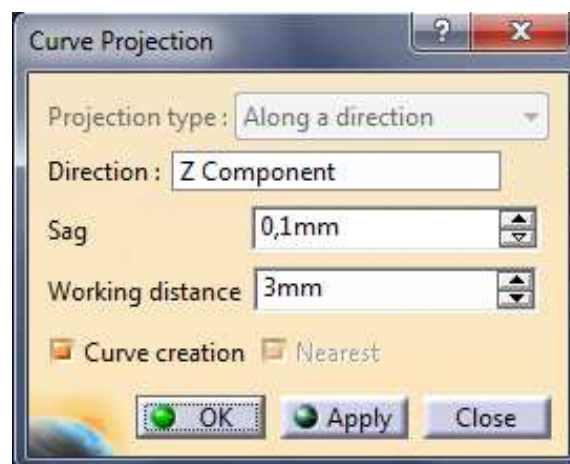 Curve Projection ? X
Projection type : Along a direction
Direction : Z Component
Sag 0,1mm
Working distance 3mm
Curve creation Nearest
OK Apply Close